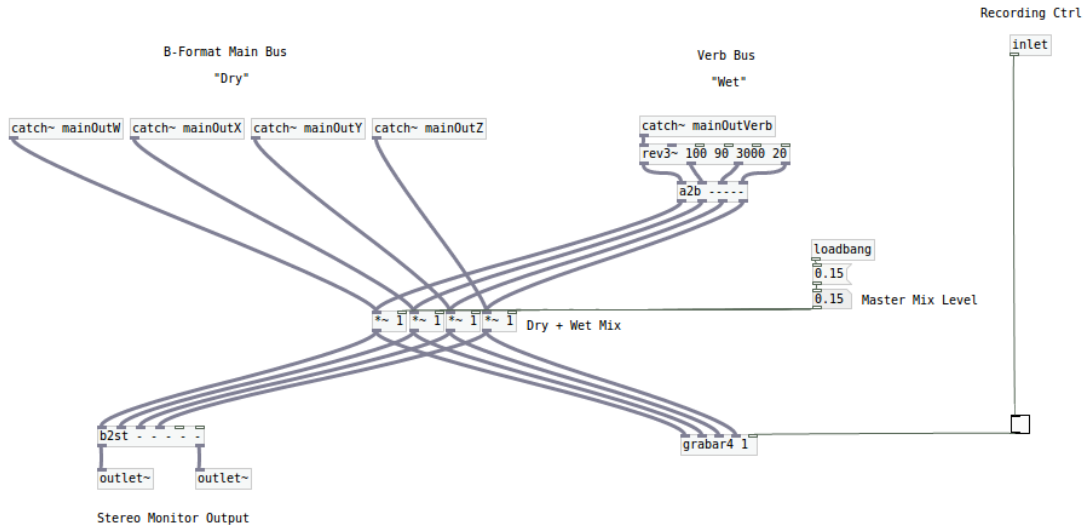 Recording Ctrl
inlet
B-Format Main Bus
"Dry"
Verb Bus
"Wet"
catch~ mainOutW
catch~ mainOutX
catch~ mainOutY
catch~ mainOutZ
catch~ mainOutVerb
rev3~ 100 90 3000 20
a2b -----
loadbang
0.15
0.15
Master Mix Level
*~ 1
*~ 1
*~ 1
*~ 1
Dry + Wet Mix
b2st - - - - -
grabar4 1
outlet~
outlet~
Stereo Monitor Output